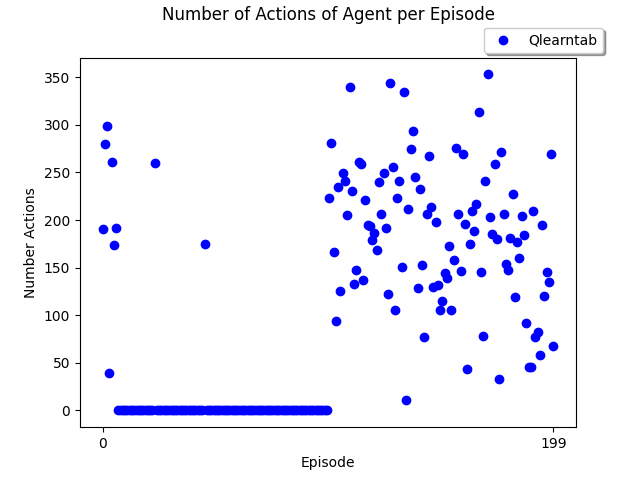 Number of Actions of Agent per Episode
Qlearntab
350
300
250
200
150
100
50
0
Number Actions
0
199
Episode